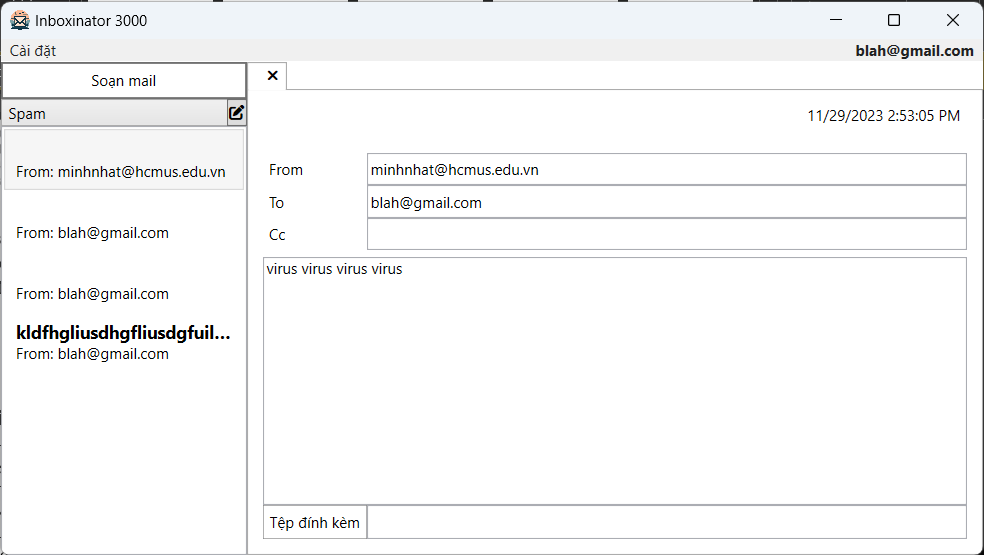 Inboxinator 3000
Cài đặt
blah@gmail.com
Soạn mail
Spam
From: minhnhat@hcmus.edu.vn
From: blah@gmail.com
From: blah@gmail.com
kldfhgliusdhgfliusdgfuil...
From: blah@gmail.com
11/29/2023 2:53:05 PM
From minhnhat@hcmus.edu.vn
To blah@gmail.com
Cc
virus virus virus virus
Tệp đính kèm